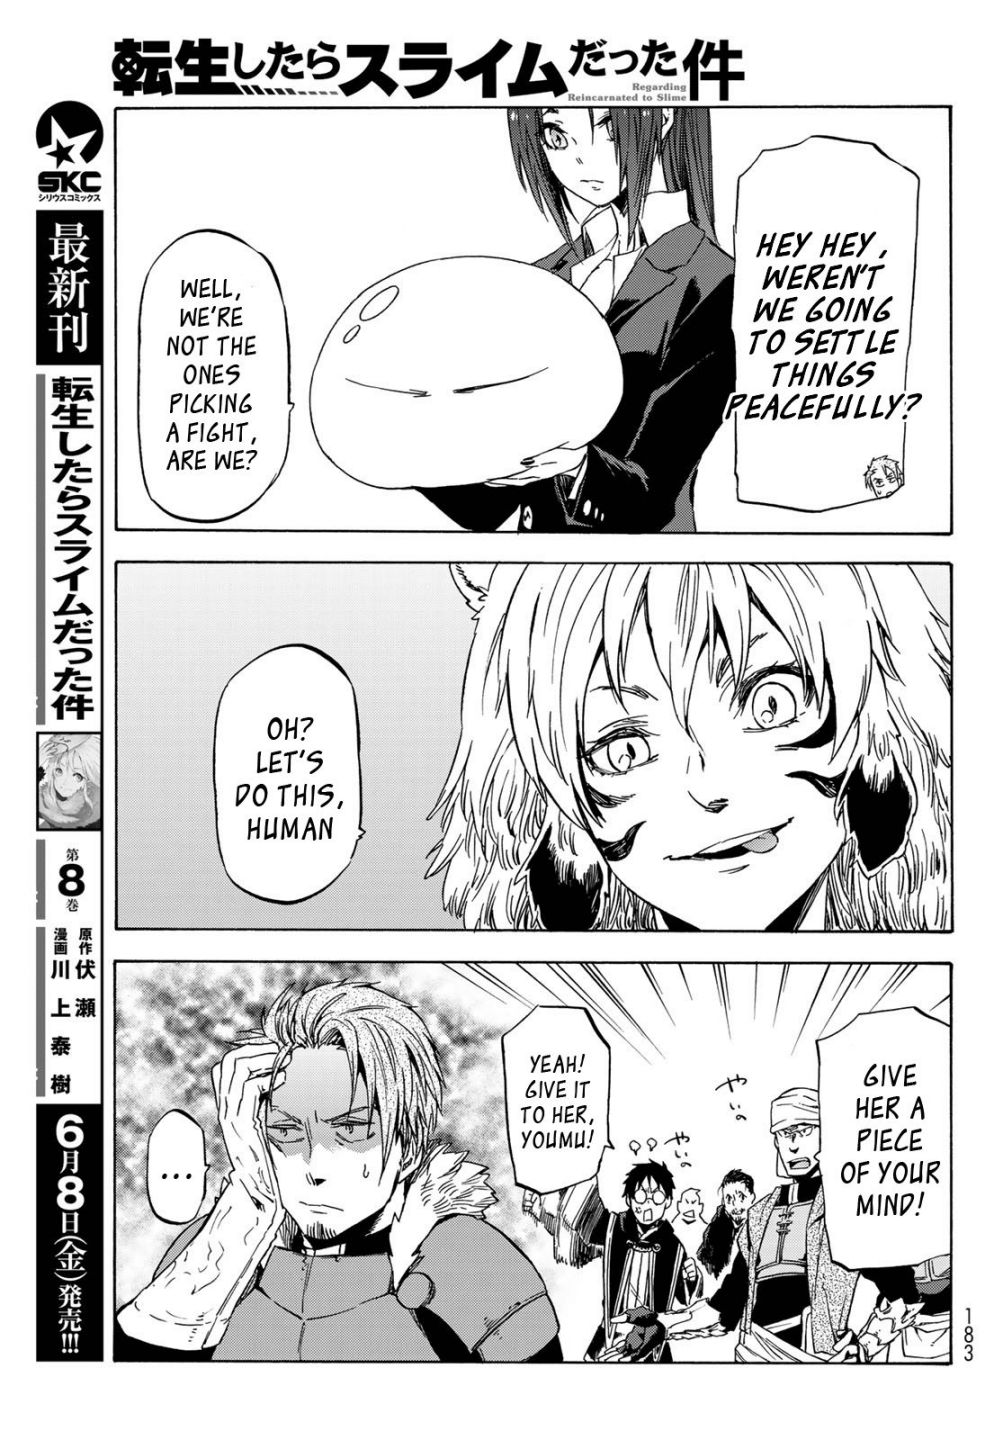 転生したらスライムだった件
Regarding
Reincarnated to Slime
SKC
シリウスコミックス
最新刊
転生したらスライムだった件
第8巻
原作 伏瀬
漫画 川上泰樹
6月8日(金)発売!!!
HEY HEY,
WEREN'T
WE GOING
TO SETTLE
THINGS
PEACEFULLY?
WELL,
WE'RE
NOT THE
ONES
PICKING
A FIGHT,
ARE WE?
OH?
LET'S
DO THIS,
HUMAN
GIVE
HER A
PIECE
OF YOUR
MIND!
やいの
やいの
YEAH!
GIVE IT
TO HER,
YOUMU!
...
183